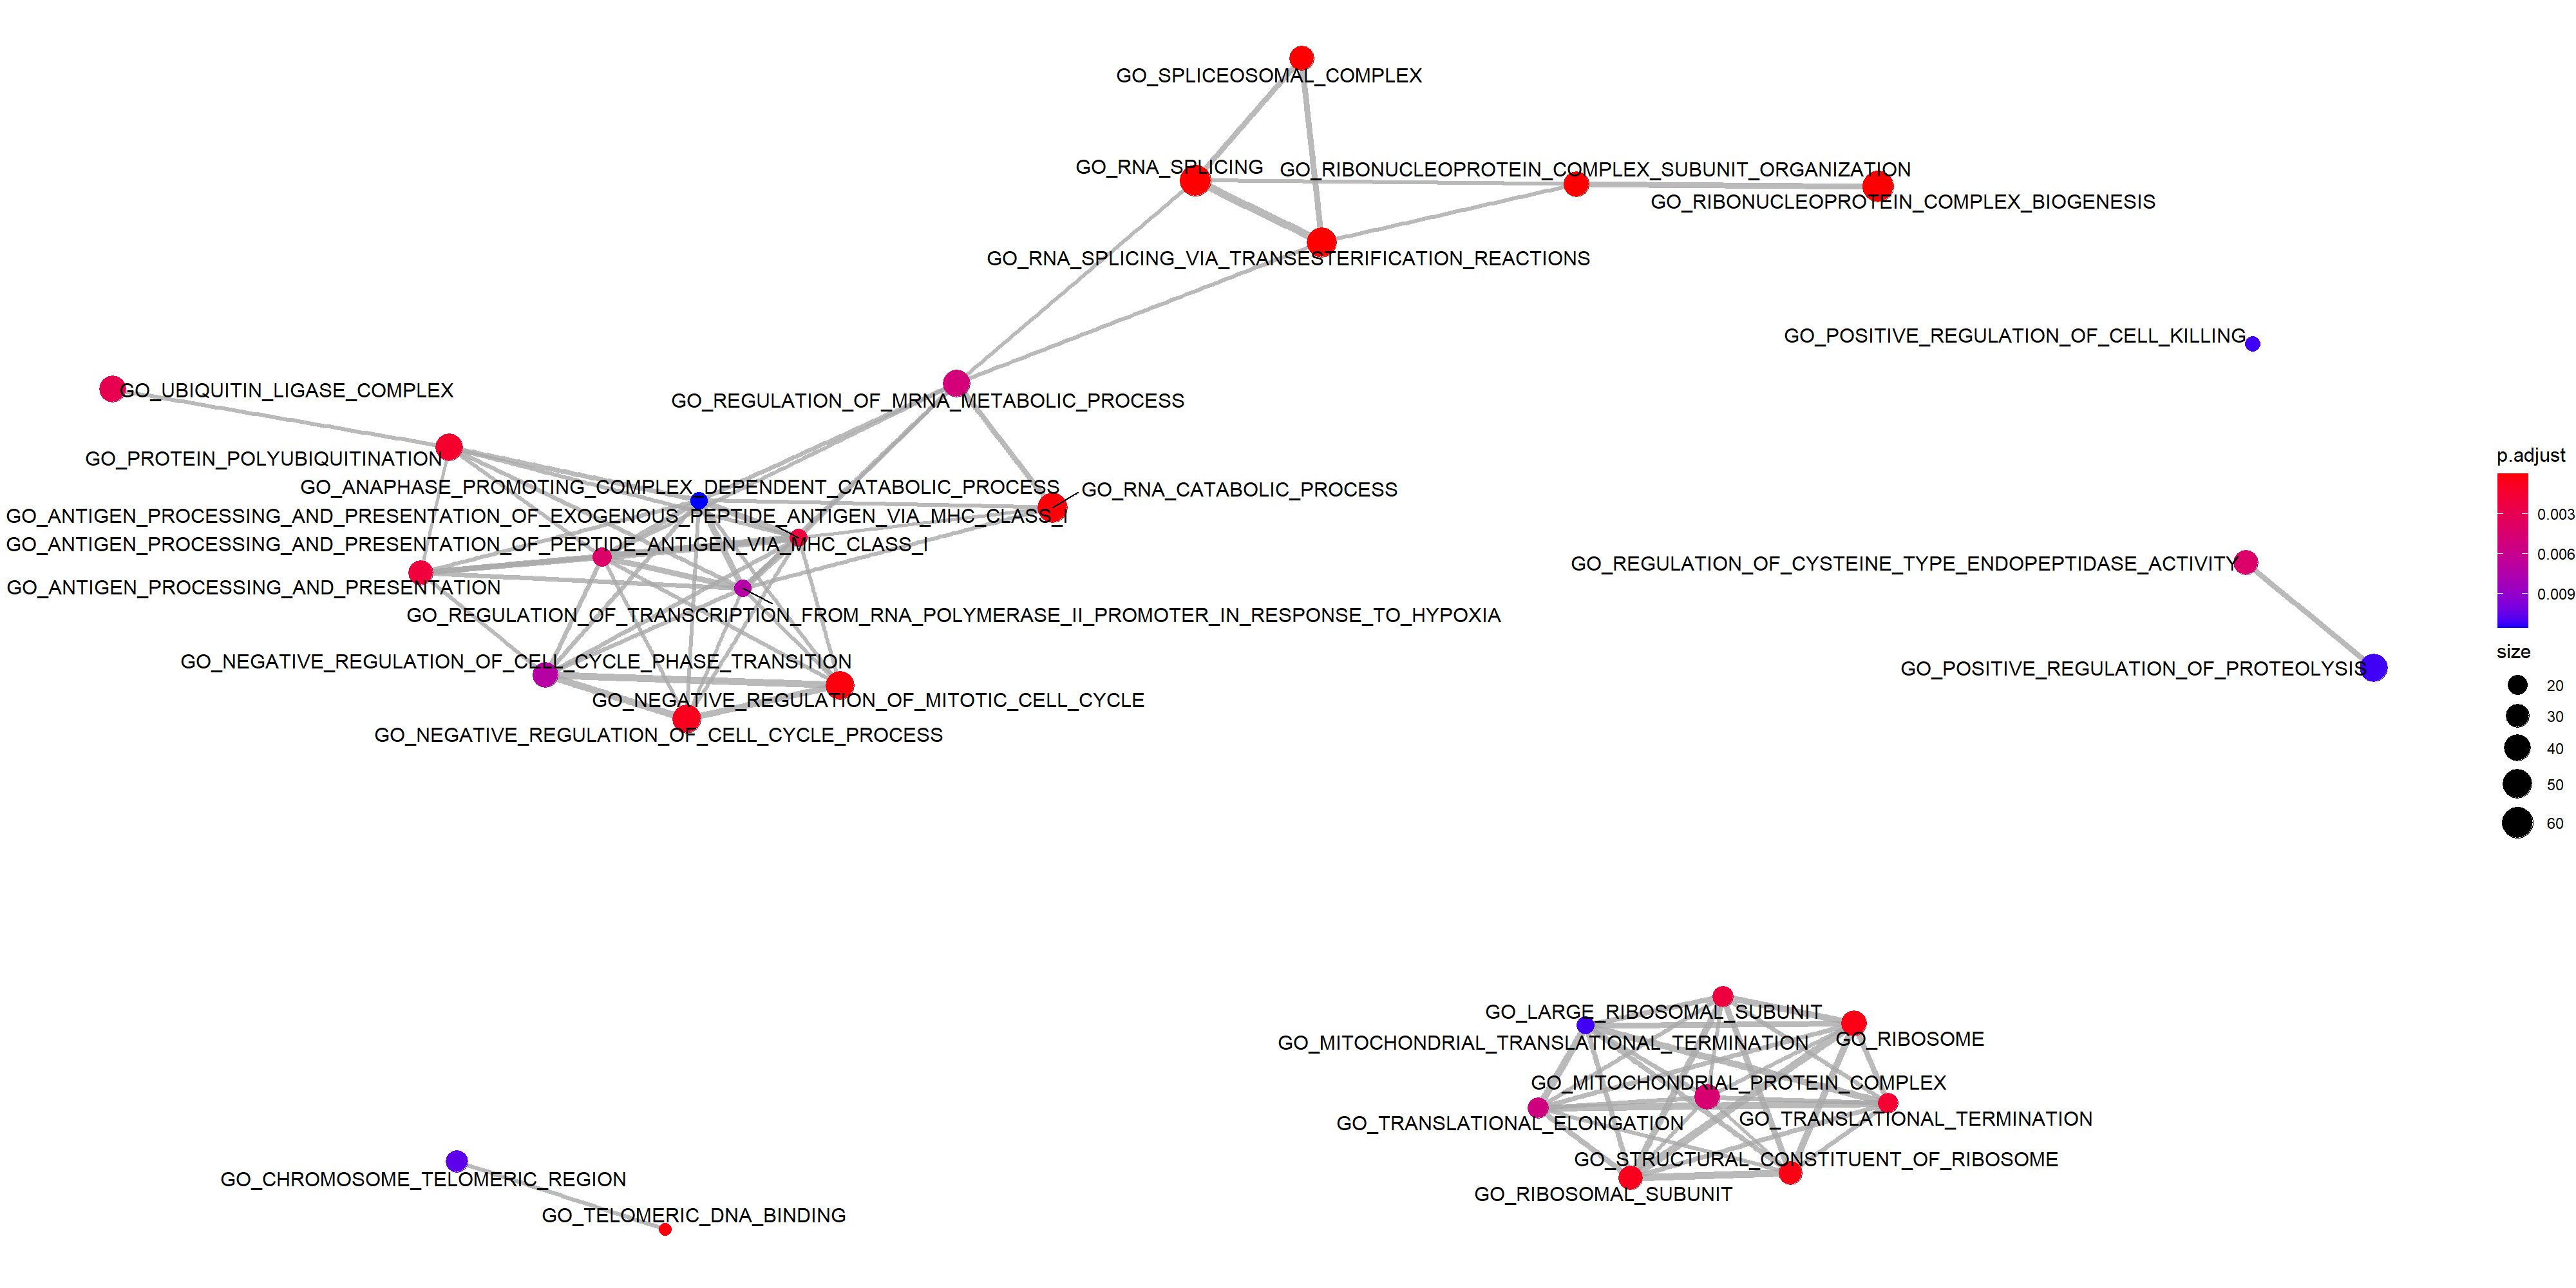 GO_SPLICEOSOMAL_COMPLEX
GO_RNA_SPLICING
GO_RIBONUCLEOPROTEIN_COMPLEX_SUBUNIT_ORGANIZATION
GO_RIBONUCLEOPROTEIN_COMPLEX_BIOGENESIS
GO_RNA_SPLICING_VIA_TRANSESTERIFICATION_REACTIONS
GO_POSITIVE_REGULATION_OF_CELL_KILLING
GO_UBIQUITIN_LIGASE_COMPLEX
GO_REGULATION_OF_MRNA_METABOLIC_PROCESS
GO_PROTEIN_POLYUBIQUITINATION
GO_ANAPHASE_PROMOTING_COMPLEX_DEPENDENT_CATABOLIC_PROCESS
GO_RNA_CATABOLIC_PROCESS
GO_ANTIGEN_PROCESSING_AND_PRESENTATION_OF_EXOGENOUS_PEPTIDE_ANTIGEN_VIA_MHC_CLASS_I
GO_ANTIGEN_PROCESSING_AND_PRESENTATION_OF_PEPTIDE_ANTIGEN_VIA_MHC_CLASS_I
GO_REGULATION_OF_CYSTEINE_TYPE_ENDOPEPTIDASE_ACTIVITY
GO_ANTIGEN_PROCESSING_AND_PRESENTATION
GO_REGULATION_OF_TRANSCRIPTION_FROM_RNA_POLYMERASE_II_PROMOTER_IN_RESPONSE_TO_HYPOXIA
GO_NEGATIVE_REGULATION_OF_CELL_CYCLE_PHASE_TRANSITION
GO_POSITIVE_REGULATION_OF_PROTEOLYSIS
GO_NEGATIVE_REGULATION_OF_MITOTIC_CELL_CYCLE
GO_NEGATIVE_REGULATION_OF_CELL_CYCLE_PROCESS
p.adjust
0.003
0.006
0.009
size
20
30
40
50
60
GO_LARGE_RIBOSOMAL_SUBUNIT
GO_RIBOSOME
GO_MITOCHONDRIAL_TRANSLATIONAL_TERMINATION
GO_MITOCHONDRIAL_PROTEIN_COMPLEX
GO_TRANSLATIONAL_TERMINATION
GO_TRANSLATIONAL_ELONGATION
GO_STRUCTURAL_CONSTITUENT_OF_RIBOSOME
GO_RIBOSOMAL_SUBUNIT
GO_CHROMOSOME_TELOMERIC_REGION
GO_TELOMERIC_DNA_BINDING